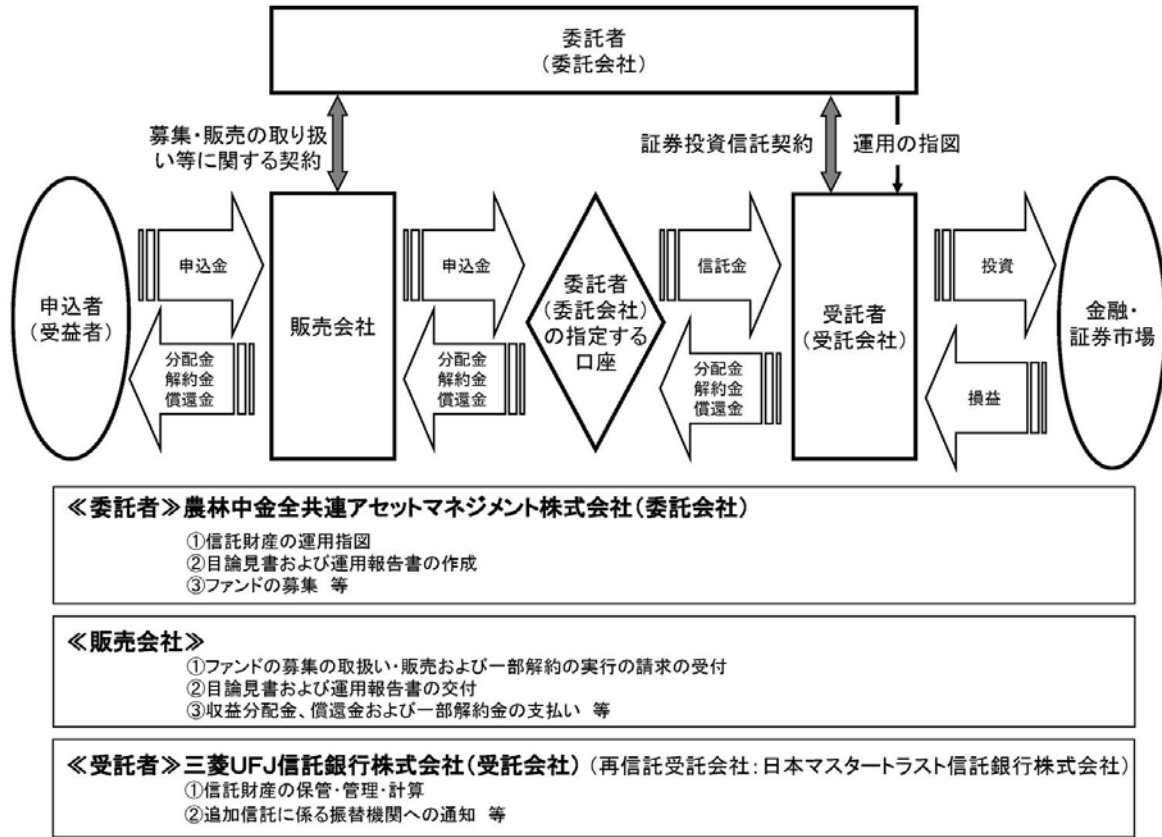 委託者
(委託会社)
募集・販売の取り扱
い等に関する契約
証券投資信託契約
運用の指図
申込者
(受益者)
申込金
分配金
解約金
償還金
販売会社
申込金
分配金
解約金
償還金
委託者
(委託会社)
の指定する
口座
信託金
分配金
解約金
償還金
受託者
(受託会社)
投資
損益
金融・
証券市場
≪委託者≫農林中金全共連アセットマネジメント株式会社(委託会社)
①信託財産の運用指図
②目論見書および運用報告書の作成
③ファンドの募集 等
≪販売会社≫
①ファンドの募集の取扱い・販売および一部解約の実行の請求の受付
②目論見書および運用報告書の交付
③収益分配金、償還金および一部解約金の支払い 等
≪受託者≫三菱UFJ信託銀行株式会社(受託会社) (再信託受託会社:日本マスタートラスト信託銀行株式会社)
①信託財産の保管・管理・計算
②追加信託に係る振替機関への通知 等